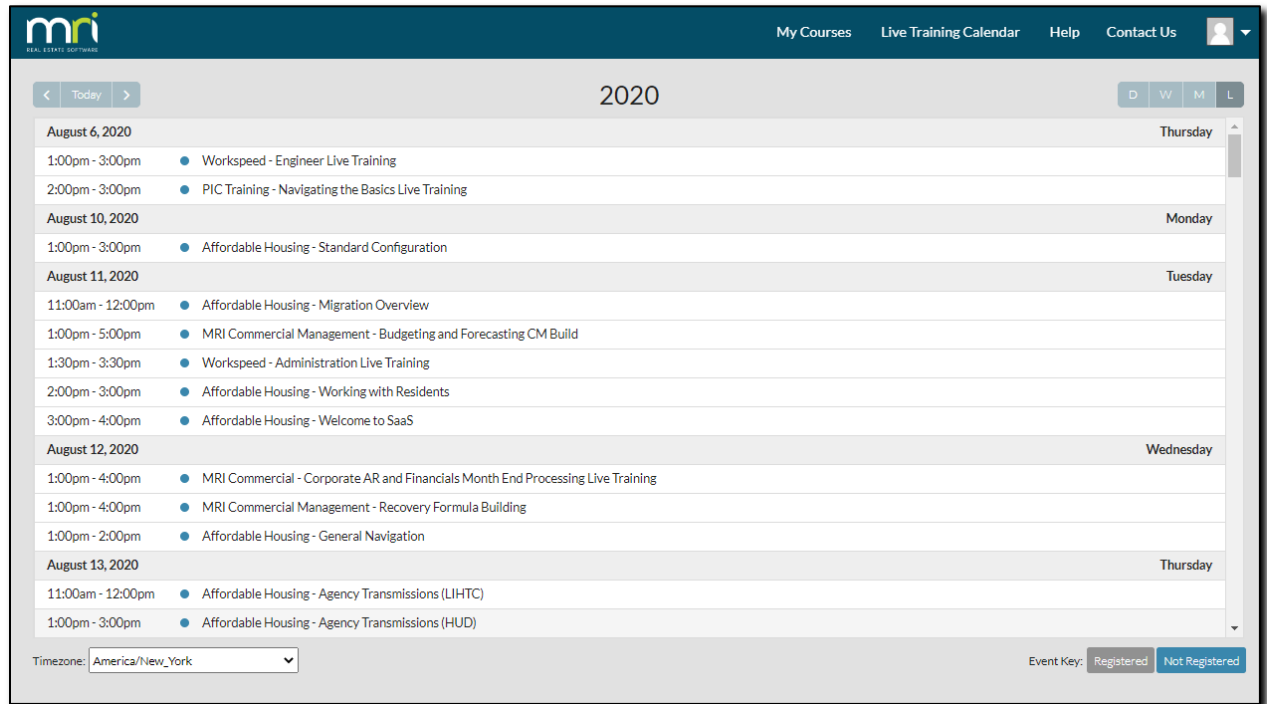 mri
REAL ESTATE SOFTWARE
My Courses Live Training Calendar Help Contact Us
Today 2020 D W M L
August 6, 2020 Thursday
1:00pm - 3:00pm Workspeed - Engineer Live Training
2:00pm - 3:00pm PIC Training - Navigating the Basics Live Training
August 10, 2020 Monday
1:00pm - 3:00pm Affordable Housing - Standard Configuration
August 11, 2020 Tuesday
11:00am - 12:00pm Affordable Housing - Migration Overview
1:00pm - 5:00pm MRI Commercial Management - Budgeting and Forecasting CM Build
1:30pm - 3:30pm Workspeed - Administration Live Training
2:00pm - 3:00pm Affordable Housing - Working with Residents
3:00pm - 4:00pm Affordable Housing - Welcome to SaaS
August 12, 2020 Wednesday
1:00pm - 4:00pm MRI Commercial - Corporate AR and Financials Month End Processing Live Training
1:00pm - 4:00pm MRI Commercial Management - Recovery Formula Building
1:00pm - 2:00pm Affordable Housing - General Navigation
August 13, 2020 Thursday
11:00am - 12:00pm Affordable Housing - Agency Transmissions (LIHTC)
1:00pm - 3:00pm Affordable Housing - Agency Transmissions (HUD)
Timezone: America/New_York Event Key: Registered Not Registered